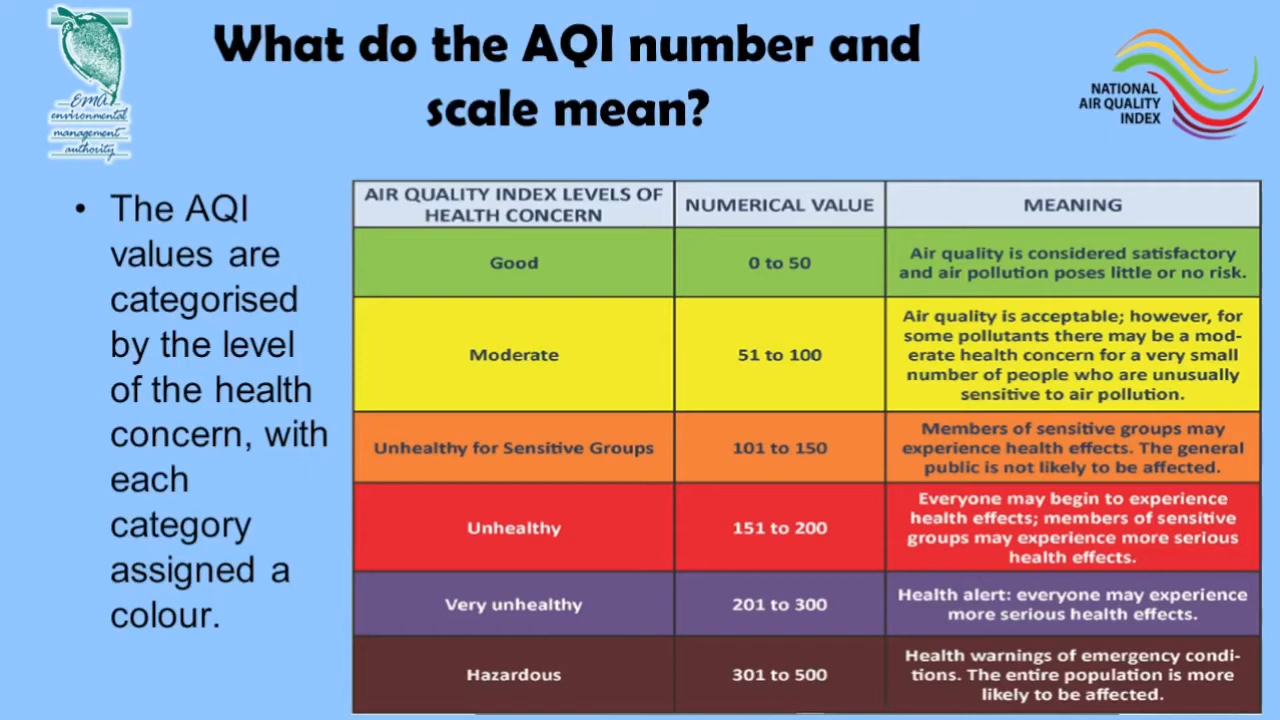 What do the AQI number and
scale mean?
EMA
environmental
management
authority
NATIONAL
AIR QUALITY
INDEX
• The AQI
values are
categorised
by the level
of the health
concern, with
each
category
assigned a
colour.
AIR QUALITY INDEX LEVELS OF
HEALTH CONCERN
NUMERICAL VALUE
MEANING
Good
0 to 50
Air quality is considered satisfactory
and air pollution poses little or no risk.
Moderate
51 to 100
Air quality is acceptable; however, for
some pollutants there may be a mod-
erate health concern for a very small
number of people who are unusually
sensitive to air pollution.
Unhealthy for Sensitive Groups
101 to 150
Members of sensitive groups may
experience health effects. The general
public is not likely to be affected.
Unhealthy
151 to 200
Everyone may begin to experience
health effects; members of sensitive
groups may experience more serious
health effects.
Very unhealthy
201 to 300
Health alert: everyone may experience
more serious health effects.
Hazardous
301 to 500
Health warnings of emergency condi-
tions. The entire population is more
likely to be affected.